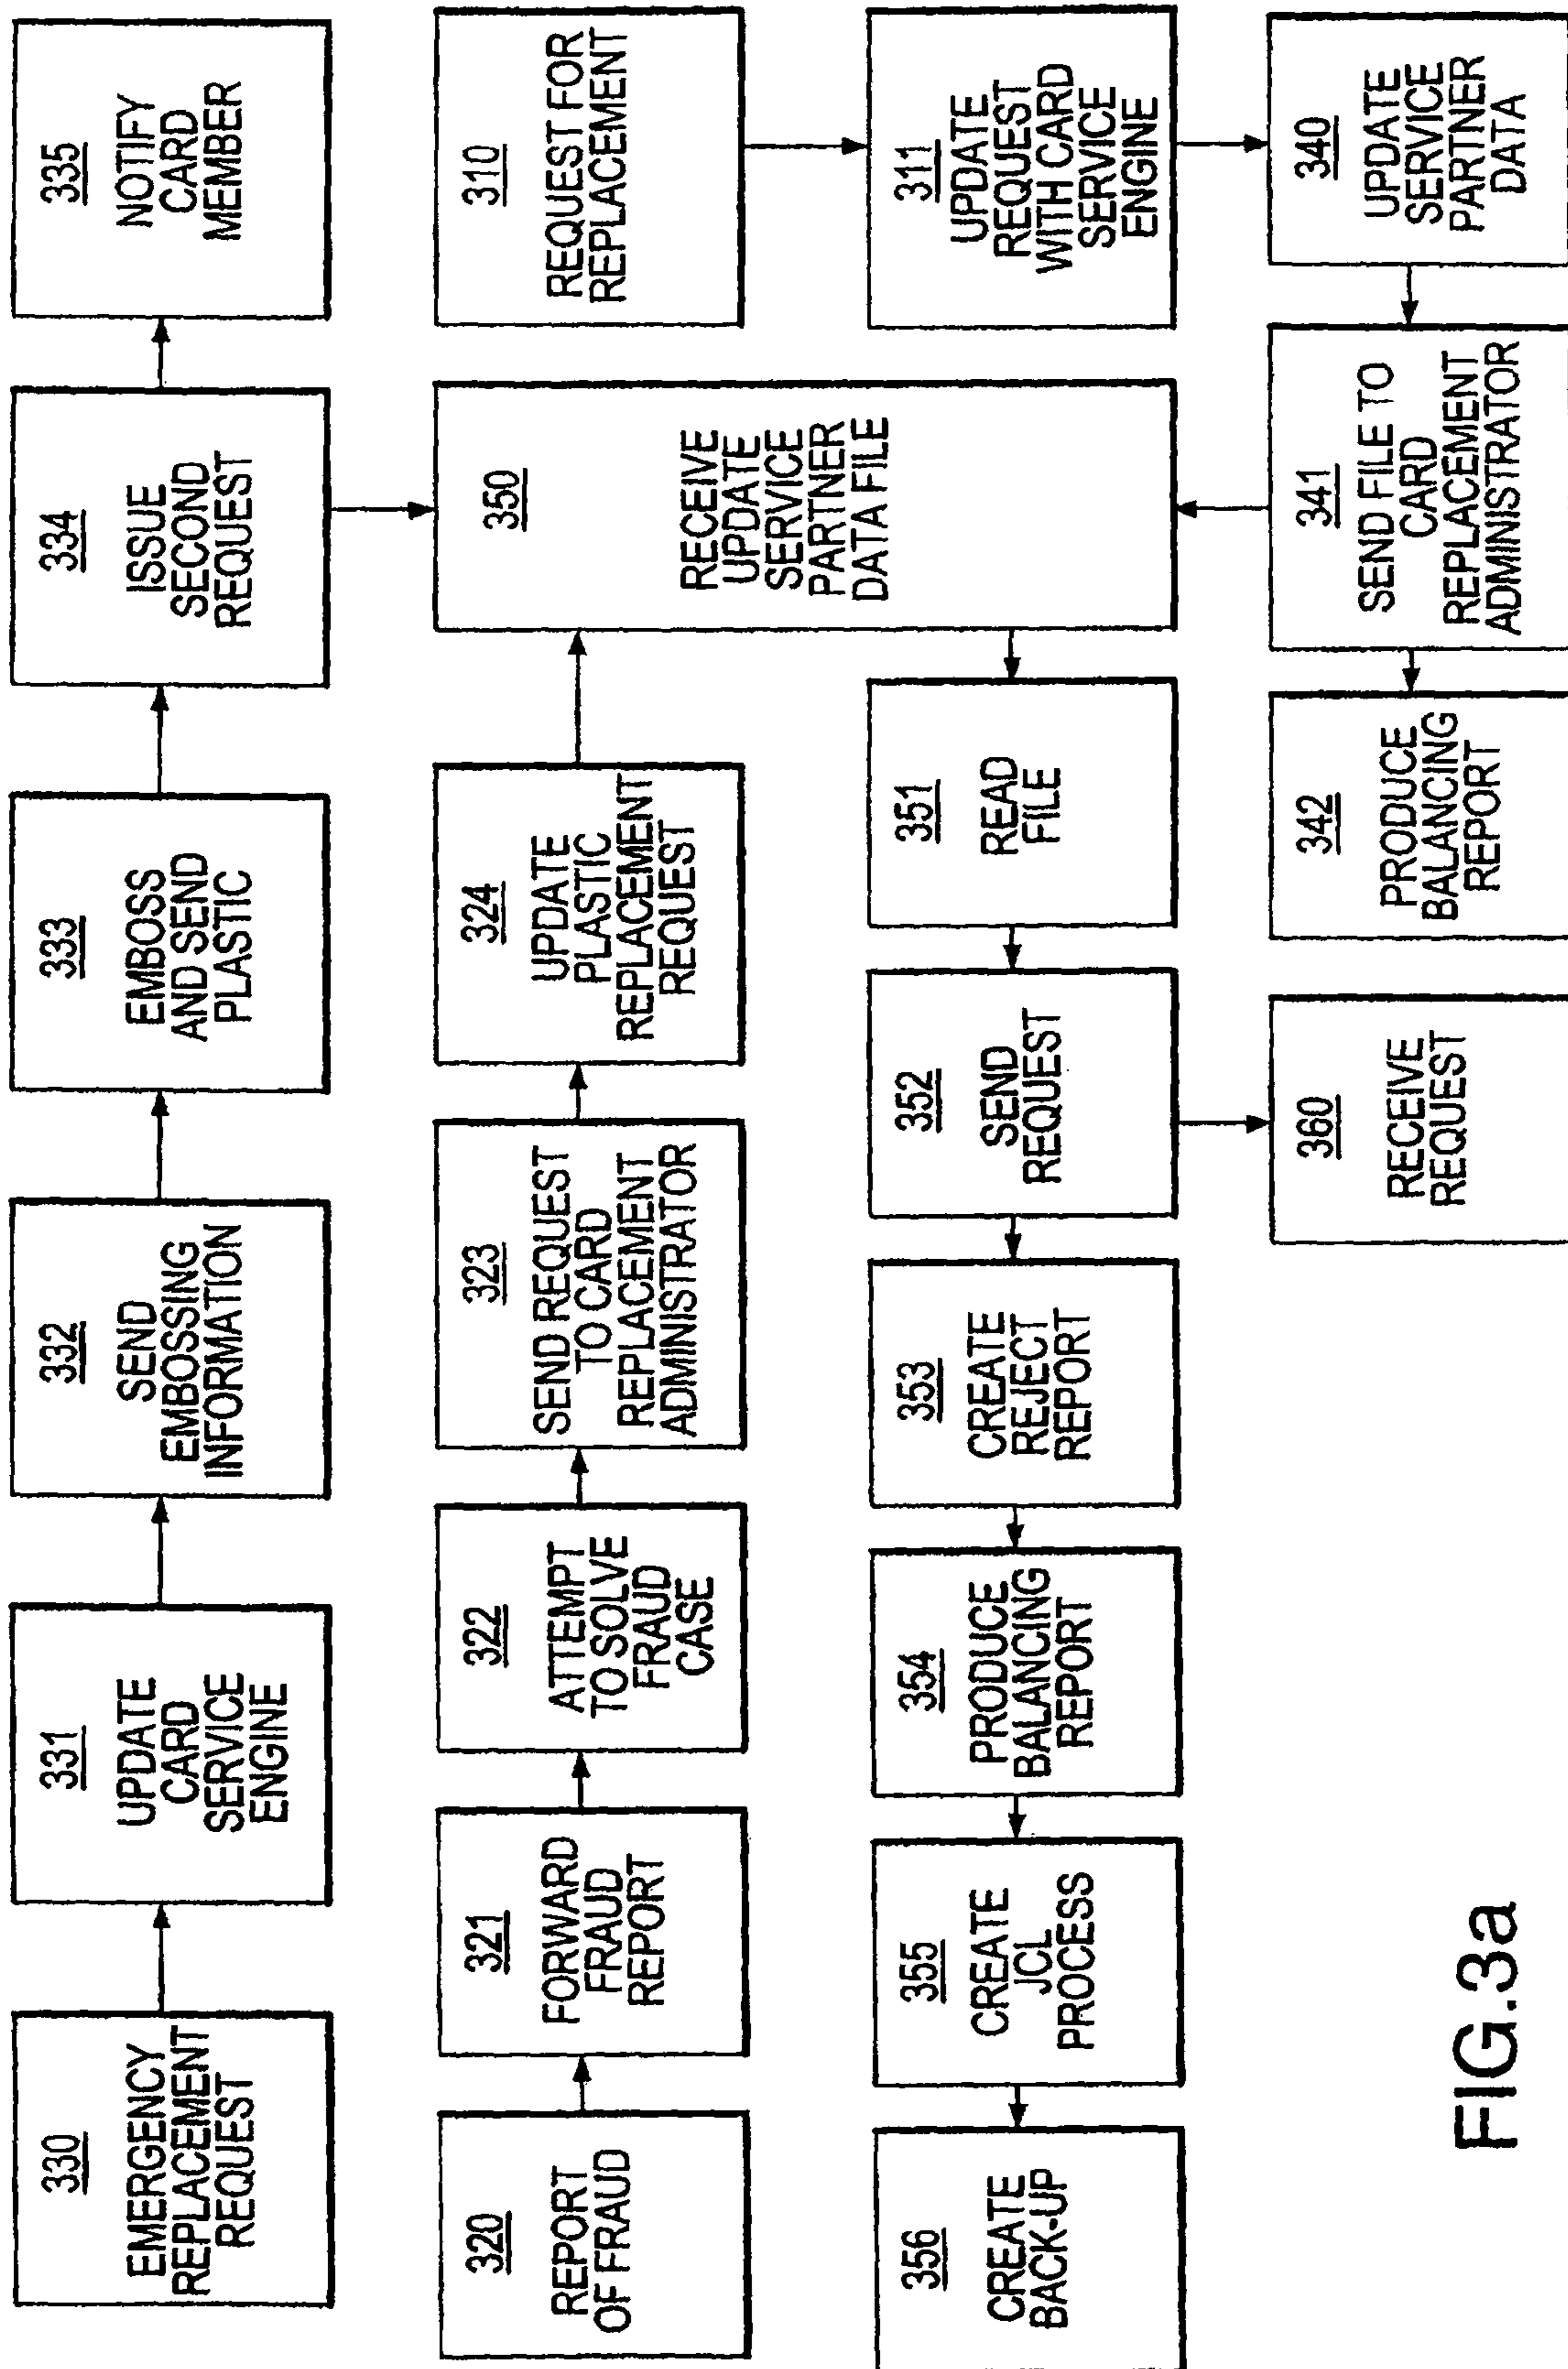 330
EMERGENCY
REPLACEMENT
REQUEST
331
UPDATE
CARD
SERVICE
ENGINE
332
SEND
EMBOSSING
INFORMATION
333
EMBOSS
AND SEND
PLASTIC
334
ISSUE
SECOND
REQUEST
335
NOTIFY
CARD
MEMBER
320
REPORT
OF FRAUD
321
FORWARD
FRAUD
REPORT
322
ATTEMPT
TO SOLVE
FRAUD
CASE
323
SEND REQUEST
TO CARD
REPLACEMENT
ADMINISTRATOR
324
UPDATE
PLASTIC
REPLACEMENT
REQUEST
350
RECEIVE
UPDATE
SERVICE
PARTNER
DATA FILE
310
REQUEST FOR
REPLACEMENT
356
CREATE
BACK-UP
355
CREATE
JCL
PROCESS
354
PRODUCE
BALANCING
REPORT
353
CREATE
REJECT
REPORT
352
SEND
REQUEST
351
READ
FILE
311
UPDATE
REQUEST
WITH CARD
SERVICE
ENGINE
360
RECEIVE
REQUEST
342
PRODUCE
BALANCING
REPORT
341
SEND FILE TO
CARD
REPLACEMENT
ADMINISTRATOR
340
UPDATE
SERVICE
PARTNER
DATA
FIG.3a